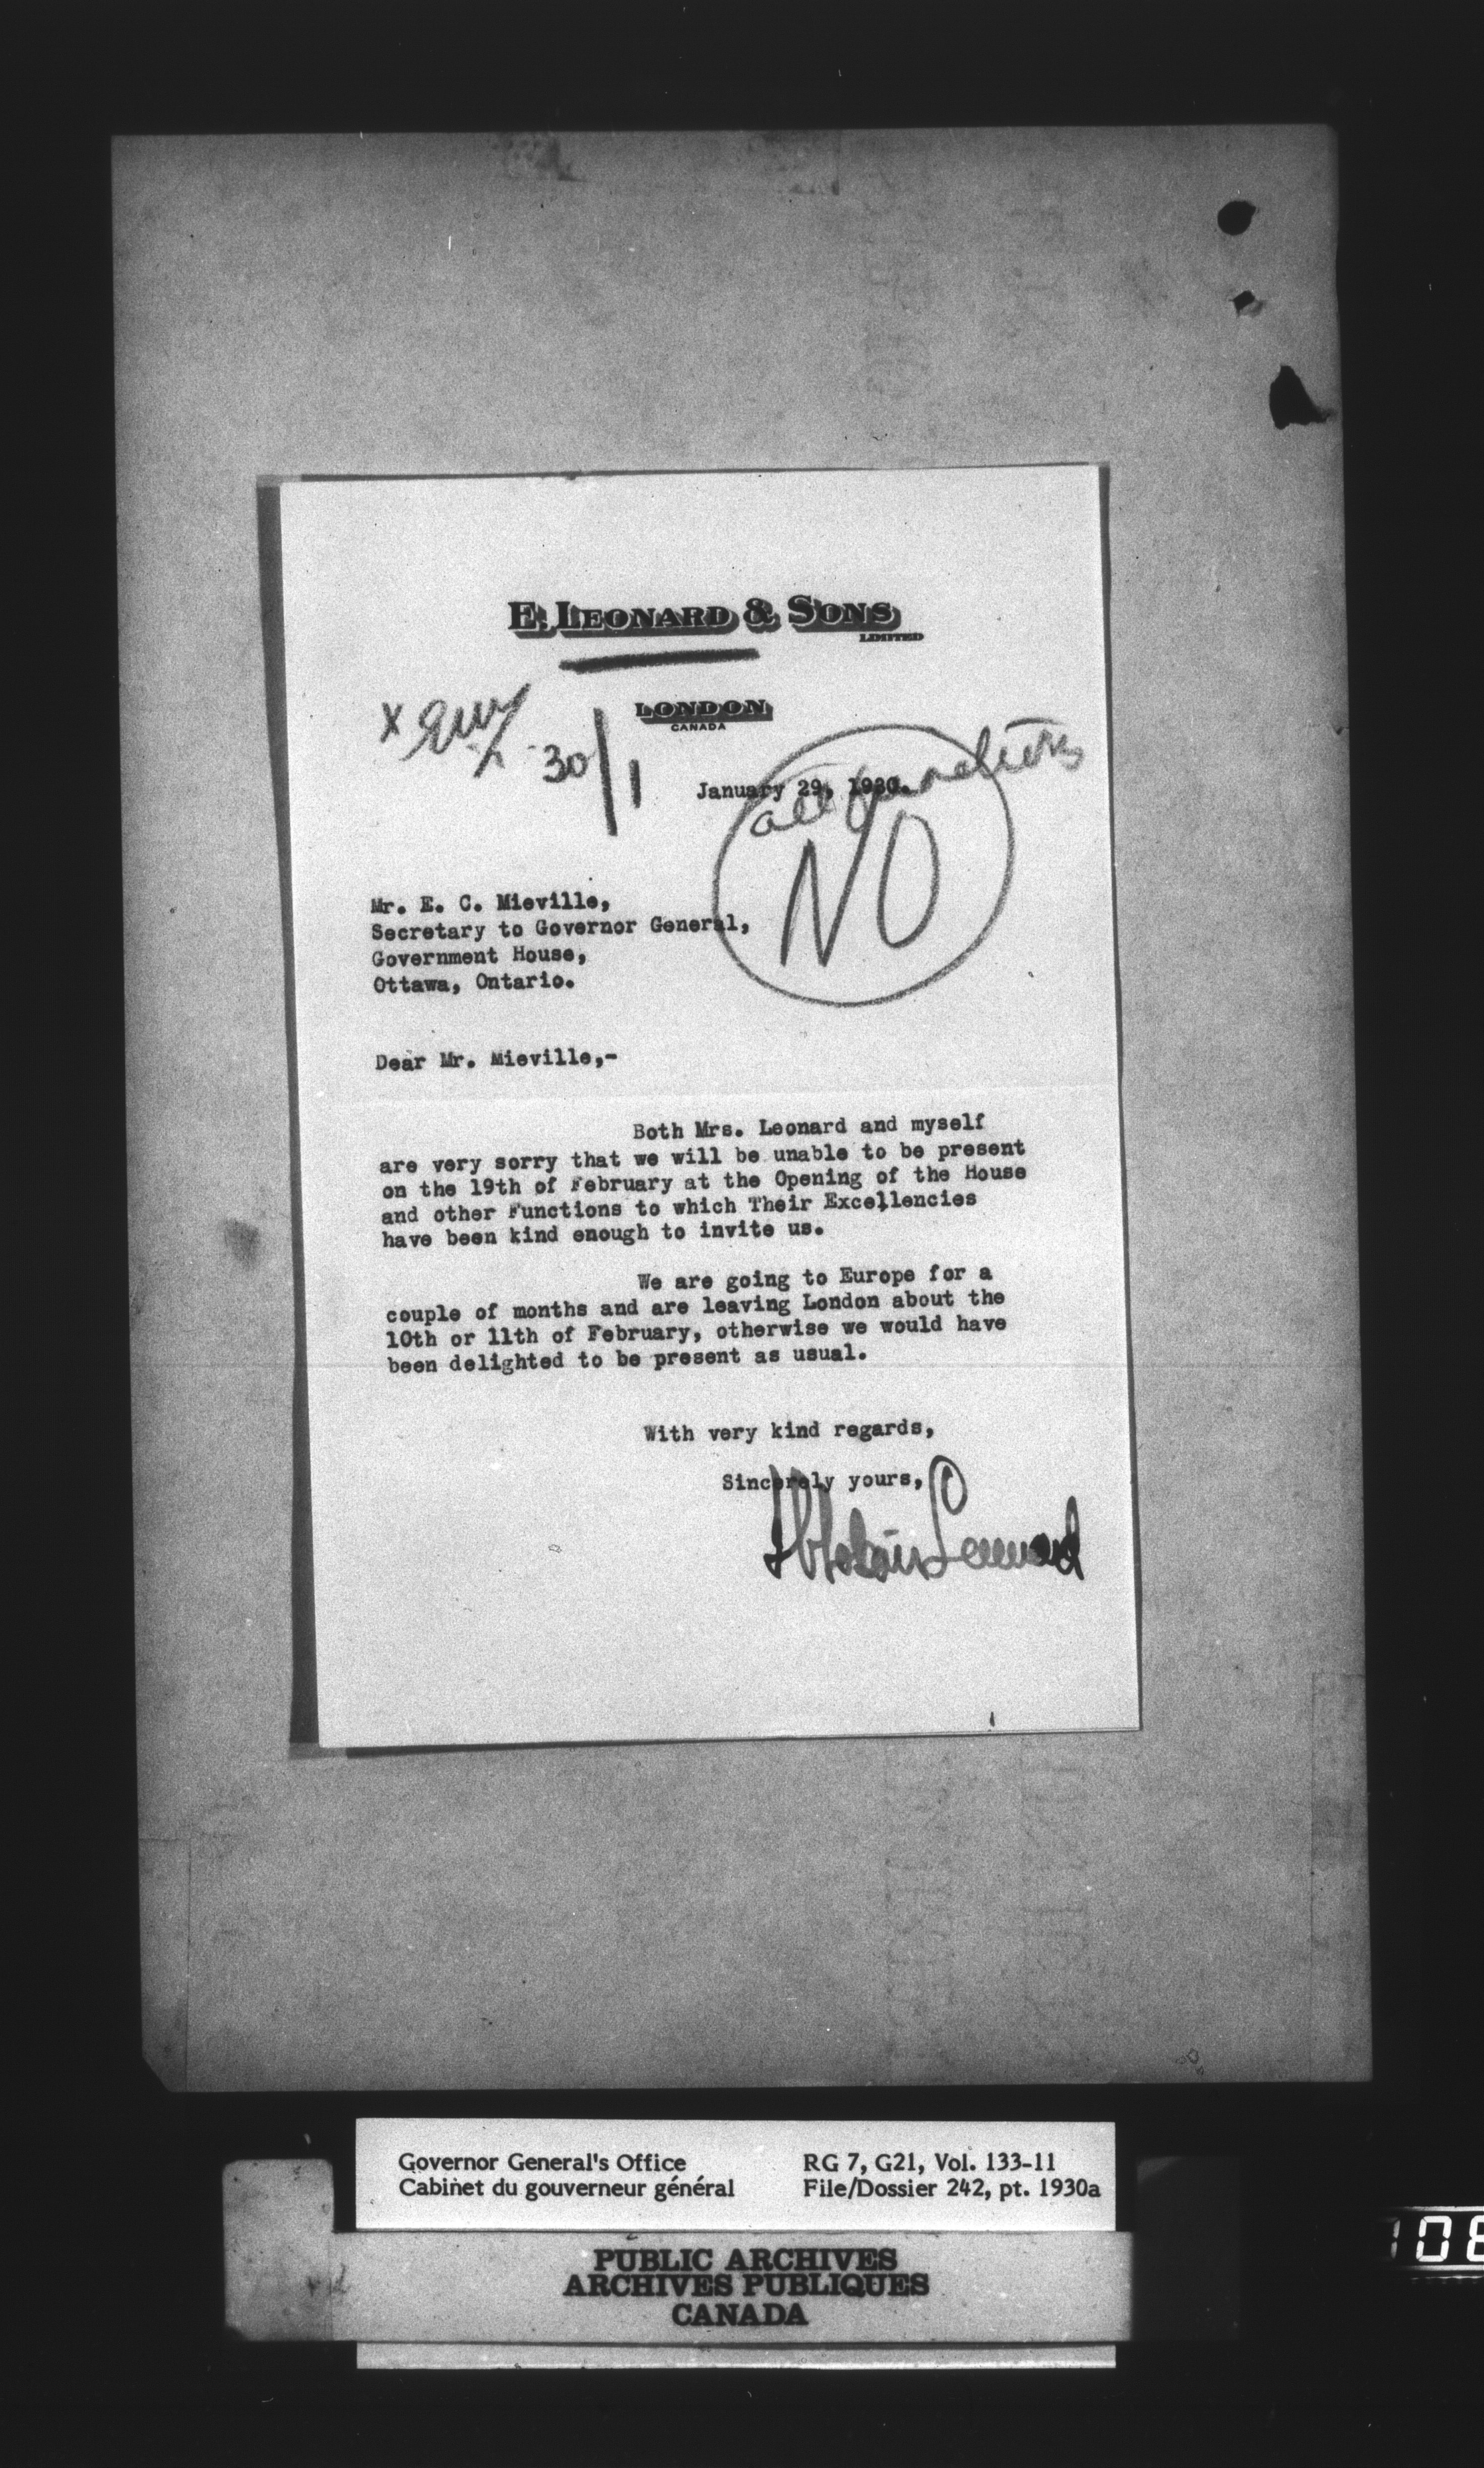 E. LEONARD & SONS
LIMITED
LONDON
CANADA
x
30/1
all functions
January 29, 1930.
NO
Mr. E. C. Mieville,
Secretary to Governor General,
Government House,
Ottawa, Ontario.
Dear Mr. Mieville,-
Both Mrs. Leonard and myself
are very sorry that we will be unable to be present
on the 19th of February at the Opening of the House
and other Functions to which Their Excellencies
have been kind enough to invite us.
We are going to Europe for a
couple of months and are leaving London about the
10th or 11th of February, otherwise we would have
been delighted to be present as usual.
With very kind regards,
Sincerely yours,
Leonard
Governor General's Office
Cabinet du gouverneur général
RG 7, G21, Vol. 133-11
File/Dossier 242, pt. 1930a
PUBLIC ARCHIVES
ARCHIVES PUBLIQUES
CANADA